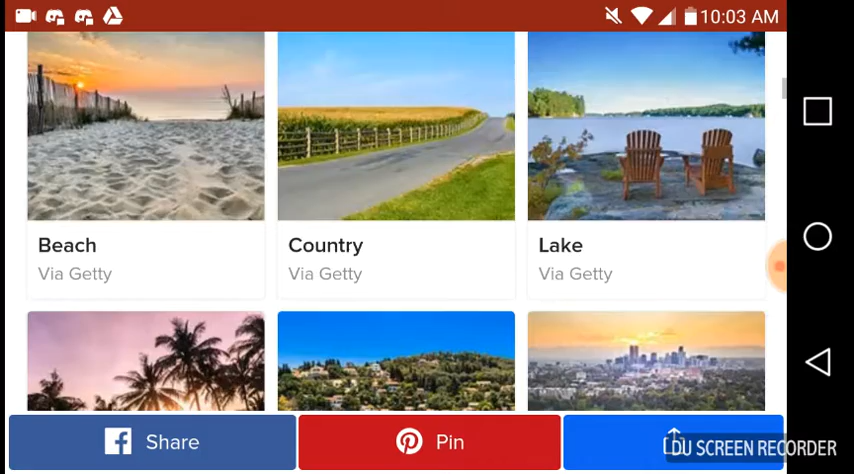 10:03 AM
Beach
Via Getty
Country
Via Getty
Lake
Via Getty
Share
Pin
DU SCREEN RECORDER